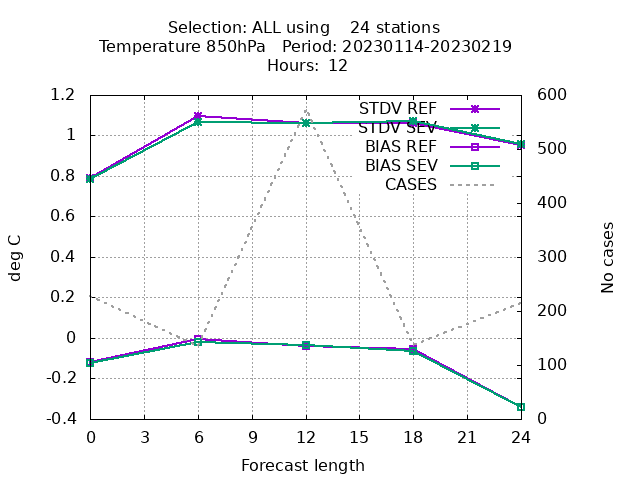 Selection: ALL using    24 stations
Temperature 850hPa   Period: 20230114-20230219
Hours:  12
1.2
1
0.8
0.6
0.4
0.2
0
-0.2
-0.4
deg C
STDV REF
STDV SEV
BIAS REF
BIAS SEV
CASES
600
500
400
300
200
100
0
No cases
0 3 6 9 12 15 18 21 24
Forecast length